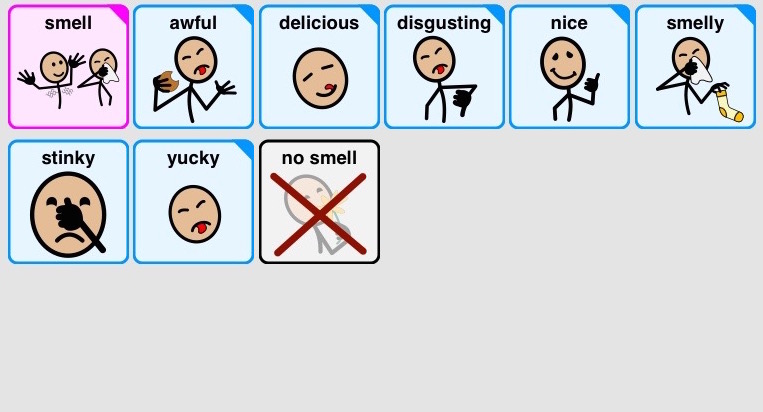 smell
awful
delicious
disgusting
nice
smelly
stinky
yucky
no smell